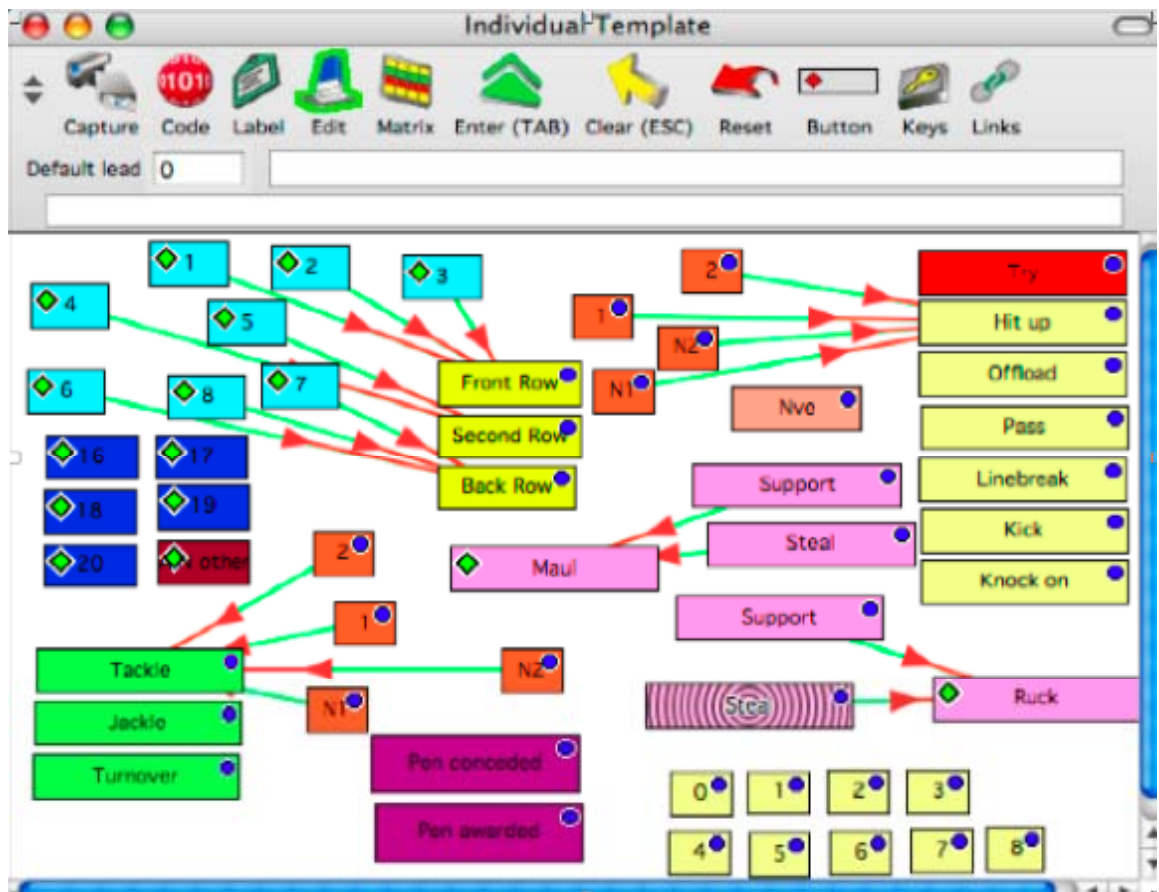 Individual Template
101
Capture Code Label Edit Matrix Enter (TAB) Clear (ESC) Reset Button Keys Links
Default lead 0
1 2 3
4 5
6 8 7
Front Row
Second Row
Back Row
16 17
18 19
20 other
2
1
N2
N1
Try
Hit up
Offload
Nve
Pass
Support
Linebreak
Steal
Kick
Maul
Knock on
Support
2
1
Tackle
N2
N1
Ruck
Jackle
Turnover
Pen conceded
Pen awarded
0 1 2 3
4 5 6 7 8